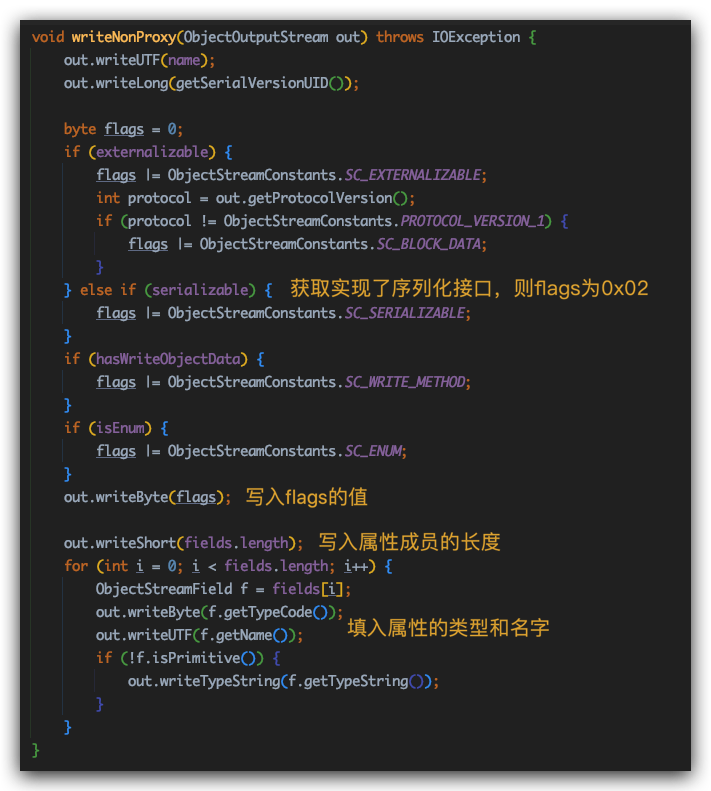 void writeNonProxy(ObjectOutputStream out) throws IOException {
    out.writeUTF(name);
    out.writeLong(getSerialVersionUID());

    byte flags = 0;
    if (externalizable) {
        flags |= ObjectStreamConstants.SC_EXTERNALIZABLE;
        int protocol = out.getProtocolVersion();
        if (protocol != ObjectStreamConstants.PROTOCOL_VERSION_1) {
            flags |= ObjectStreamConstants.SC_BLOCK_DATA;
        }
    } else if (serializable) { 获取实现了序列化接口，则flags为0x02
        flags |= ObjectStreamConstants.SC_SERIALIZABLE;
    }
    if (hasWriteObjectData) {
        flags |= ObjectStreamConstants.SC_WRITE_METHOD;
    }
    if (isEnum) {
        flags |= ObjectStreamConstants.SC_ENUM;
    }
    out.writeByte(flags); 写入flags的值

    out.writeShort(fields.length); 写入属性成员的长度
    for (int i = 0; i < fields.length; i++) {
        ObjectStreamField f = fields[i];
        out.writeByte(f.getTypeCode());
        out.writeUTF(f.getName()); 填入属性的类型和名字
        if (!f.isPrimitive()) {
            out.writeTypeString(f.getTypeString());
        }
    }
}